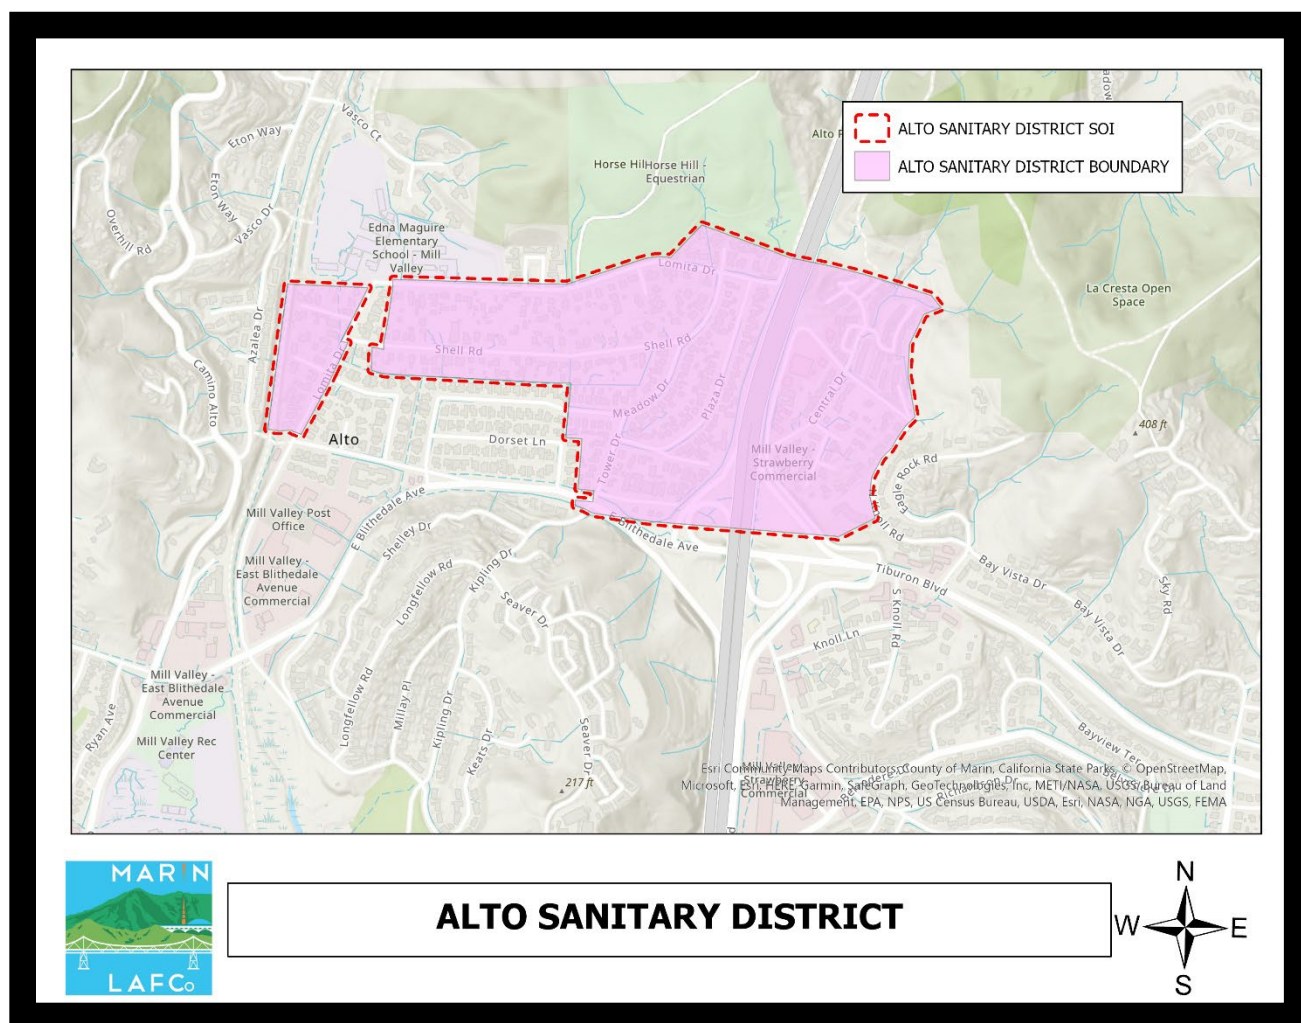 Vasco Ct
Eton Way
Eton Way
Vasco Dr
Overhill Rd
Edna Maguire
Elementary
School - Mill
Valley
Horse Hill
Horse Hill -
Equestrian
ALTO SANITARY DISTRICT SOI
ALTO SANITARY DISTRICT BOUNDARY
Alto
La Cresta Open
Space
Lomita Dr
Azalea Dr
Camino Alto
Lomita Dr
Shell Rd
Shell Rd
Meadow Dr
Plaza Dr
Central Dr
408 ft
Alto
Dorset Ln
Tower Dr
Mill Valley -
Strawberry
Commercial
Eagle Rock Rd
Mill Valley Post
Office
E Blithedale Ave
E Blithedale Ave
Shelley Dr
Kipling Dr
Longfellow Rd
Seaver Dr
Mill Valley -
East Blithedale
Avenue
Commercial
Tiburon Blvd
Bay Vista Dr
Bay Vista Dr
Sky Rd
S Knoll Rd
Knoll Ln
Mill Valley -
East Blithedale
Avenue
Commercial
Ryan Ave
Mill Valley Rec
Center
Longfellow Rd
Millay Pl
Kipling Dr
Keats Dr
Seaver Dr
217 ft
Bayview Ter
Mill Valley -
Strawberry
Commercial
Esri Community Maps Contributors, County of Marin, California State Parks, © OpenStreetMap,
Microsoft, Esri, HERE, Garmin, SafeGraph, GeoTechnologies, Inc, METI/NASA, USGS, Bureau of Land
Management, EPA, NPS, US Census Bureau, USDA, Esri, NASA, NGA, USGS, FEMA
MARIN
LAFCo
ALTO SANITARY DISTRICT
N
W
E
S